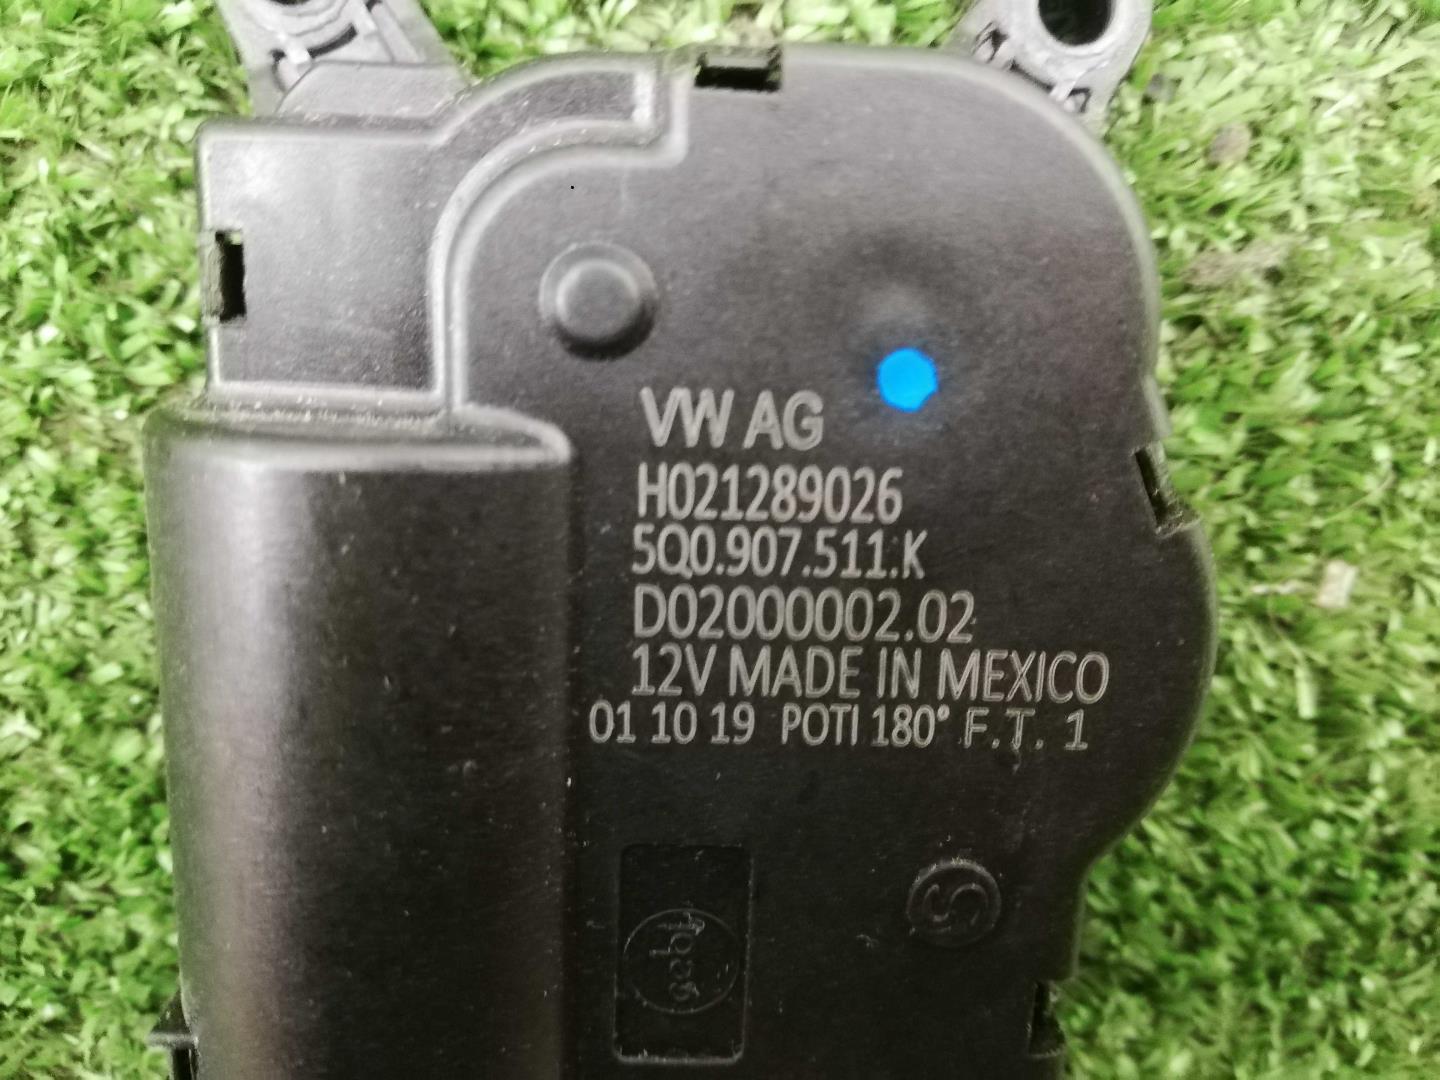 VW AG
H021289026
5Q0.907.511.K
D02000002.02
12V MADE IN MEXICO
01 10 19 POTI 180° F.T. 1
S